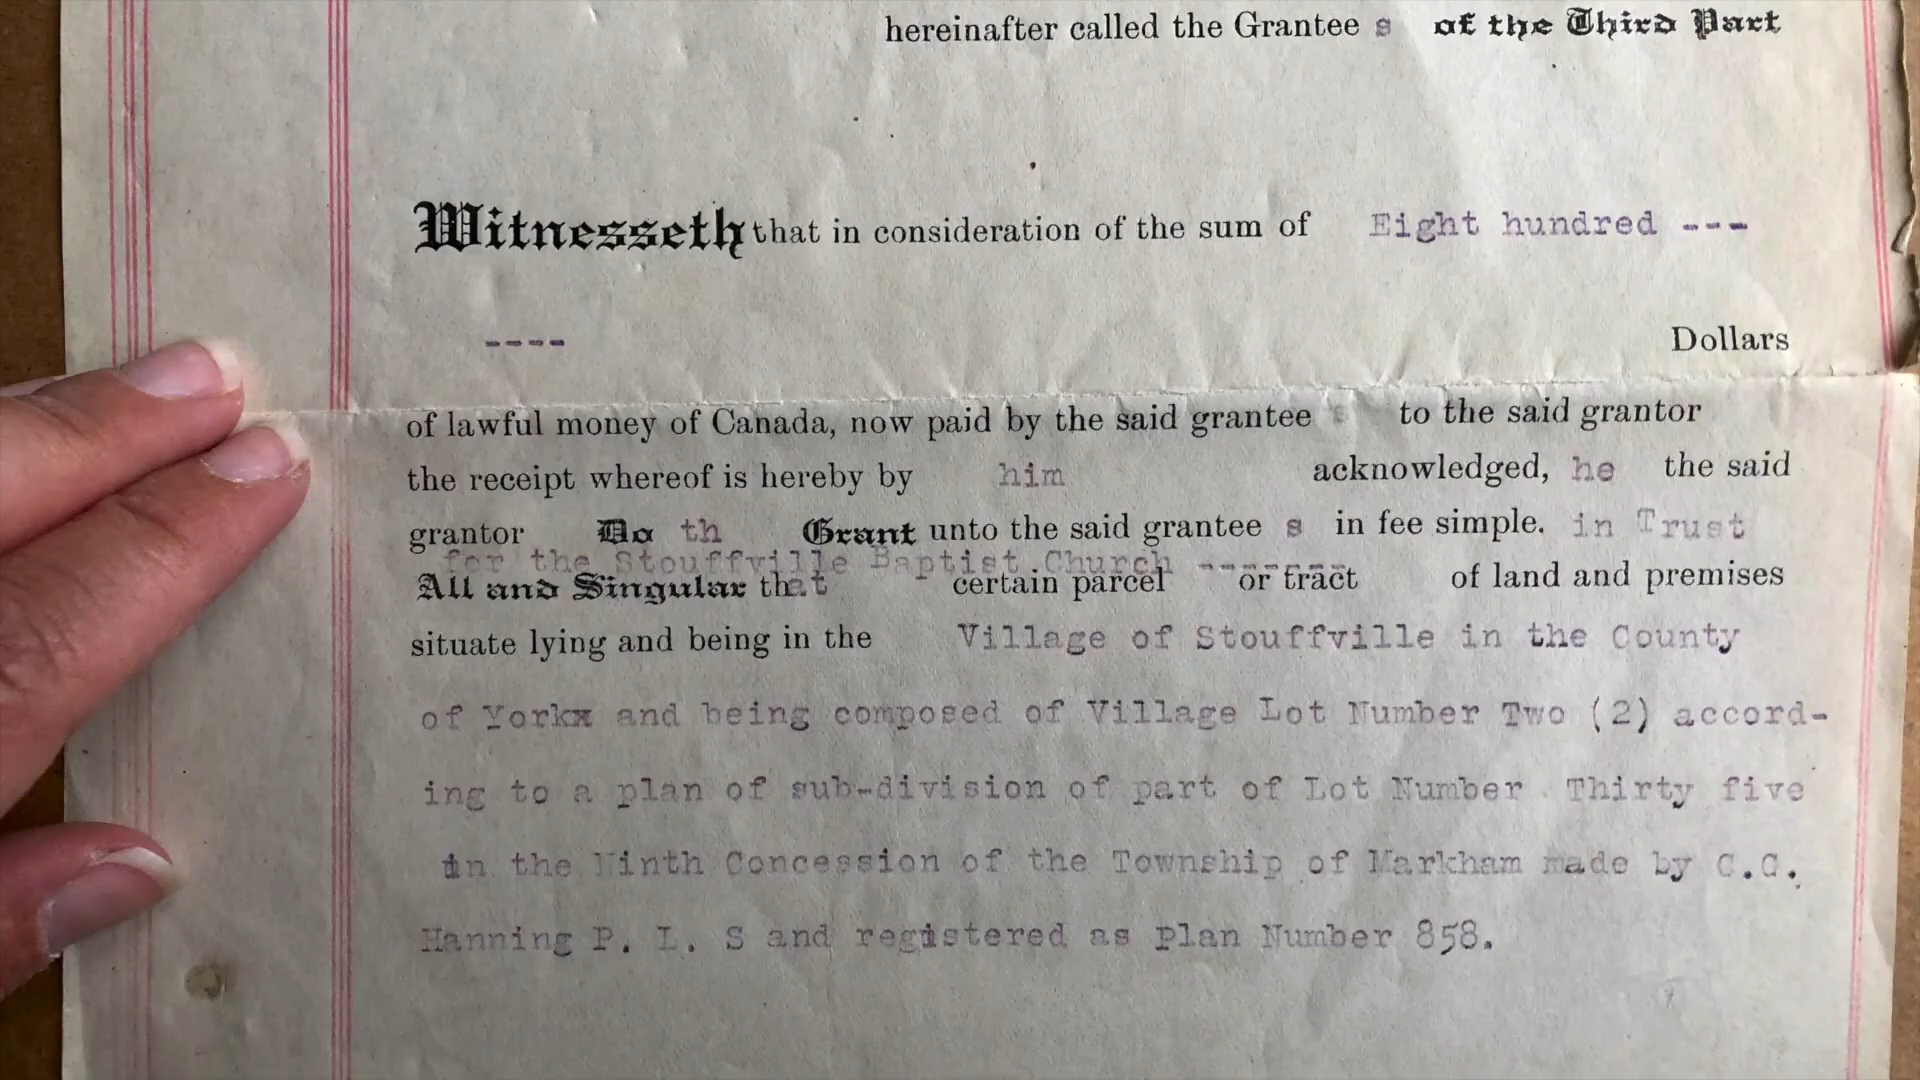 hereinafter called the Grantee s of the Third Part
Witnesseth that in consideration of the sum of Eight hundred ---
---- Dollars
of lawful money of Canada, now paid by the said grantee s to the said grantor
the receipt whereof is hereby by him acknowledged, he the said
grantor Do th Grant unto the said grantee s in fee simple. in Trust
for the Stouffville Baptist Church -------
All and Singular that certain parcel or tract of land and premises
situate lying and being in the Village of Stouffville in the County
of Yorkx and being composed of Village Lot Number Two (2) accord-
ing to a plan of sub-division of part of Lot Number Thirty five
in the Ninth Concession of the Township of Markham made by C.C.
Hanning P. L. S and registered as plan Number 858.